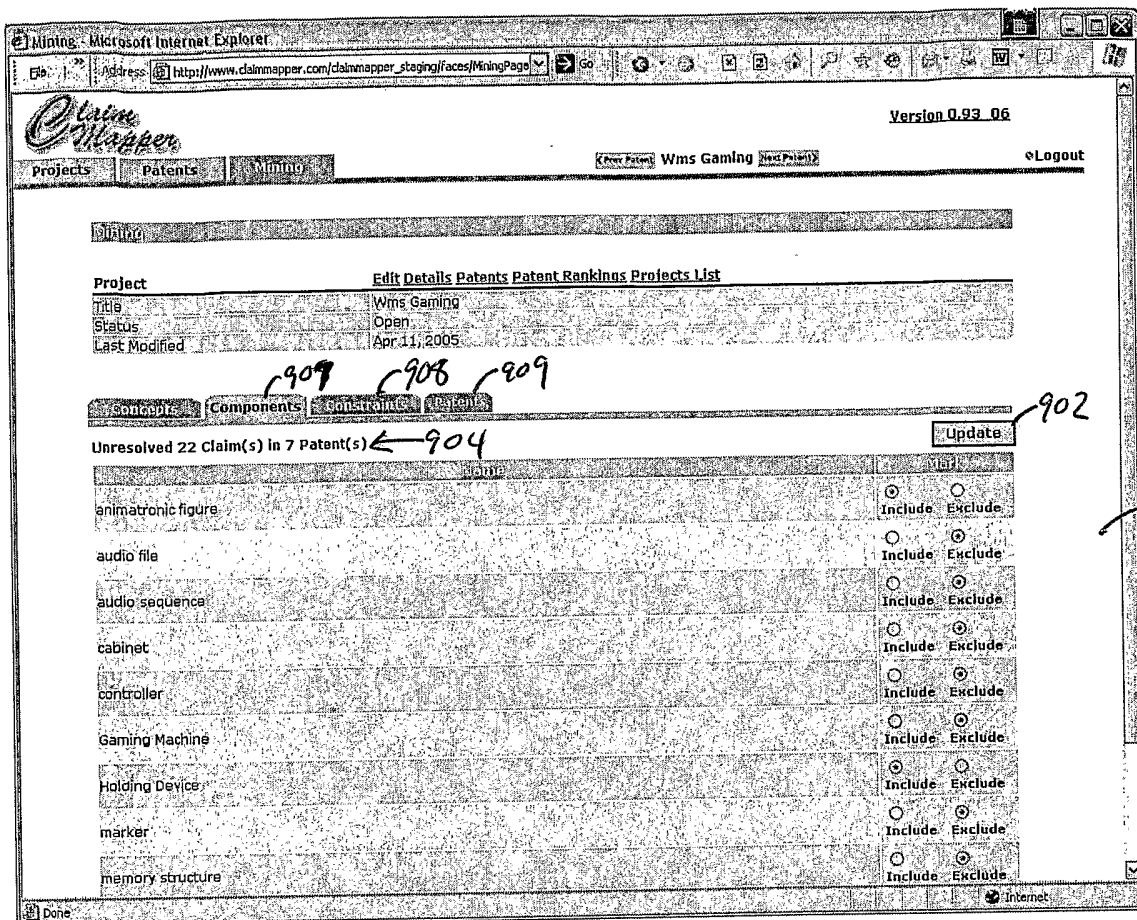 Mining - Microsoft Internet Explorer
File Address http://www.claimmapper.com/claimmapper_staging/faces/MiningPage Go
Claim Mapper
Version 0.93_06
Projects Patents Mining
<Prev Patent Wms Gaming Next Patent> Logout
Mining
Project Edit Details Patents Patent Rankings Projects List
Title Wms Gaming
Status Open
Last Modified Apr 11, 2005
908 909
Concepts Components Constraints Patents
902
Update
Unresolved 22 Claim(s) in 7 Patent(s) 904
Name Mark
animatronic figure Include Exclude
audio file Include Exclude
audio sequence Include Exclude
cabinet Include Exclude
controller Include Exclude
Gaming Machine Include Exclude
Holding Device Include Exclude
marker Include Exclude
memory structure Include Exclude
Done Internet